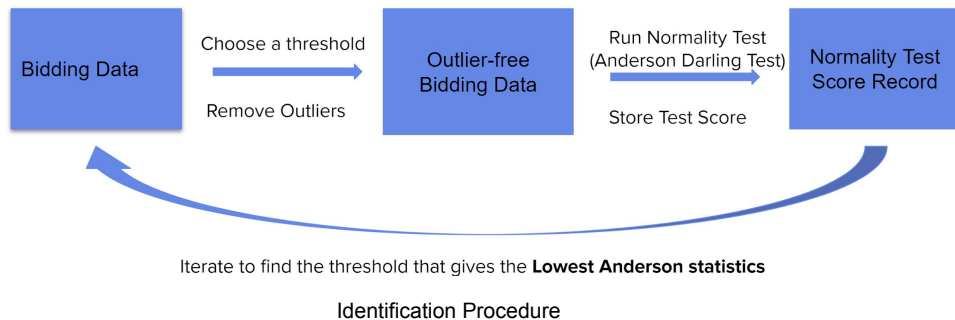 Bidding Data
Choose a threshold
Remove Outliers
Outlier-free
Bidding Data
Run Normality Test
(Anderson Darling Test)
Store Test Score
Normality Test
Score Record
Iterate to find the threshold that gives the Lowest Anderson statistics
Identification Procedure